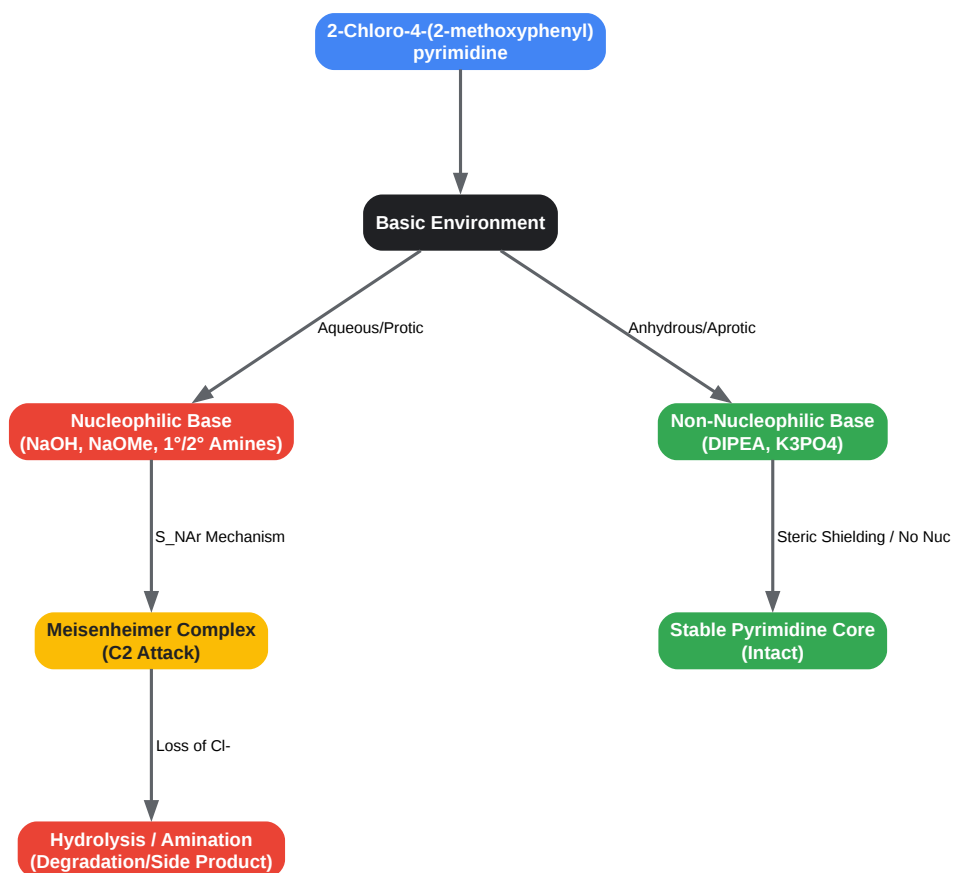 2-Chloro-4-(2-methoxyphenyl)
pyrimidine
Basic Environment
Aqueous/Protic
Anhydrous/Aprotic
Nucleophilic Base
(NaOH, NaOMe, 1°/2° Amines)
Non-Nucleophilic Base
(DIPEA, K3PO4)
S_NAr Mechanism
Steric Shielding / No Nuc
Meisenheimer Complex
(C2 Attack)
Stable Pyrimidine Core
(Intact)
Loss of Cl-
Hydrolysis / Amination
(Degradation/Side Product)